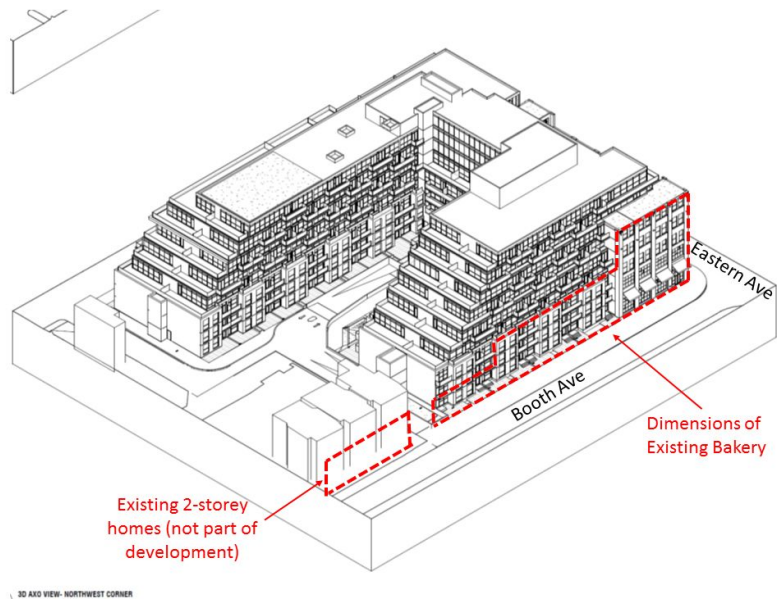 Eastern Ave
Booth Ave
Dimensions of
Existing Bakery
Existing 2-storey
homes (not part of
development)
3D AXO VIEW- NORTHWEST CORNER